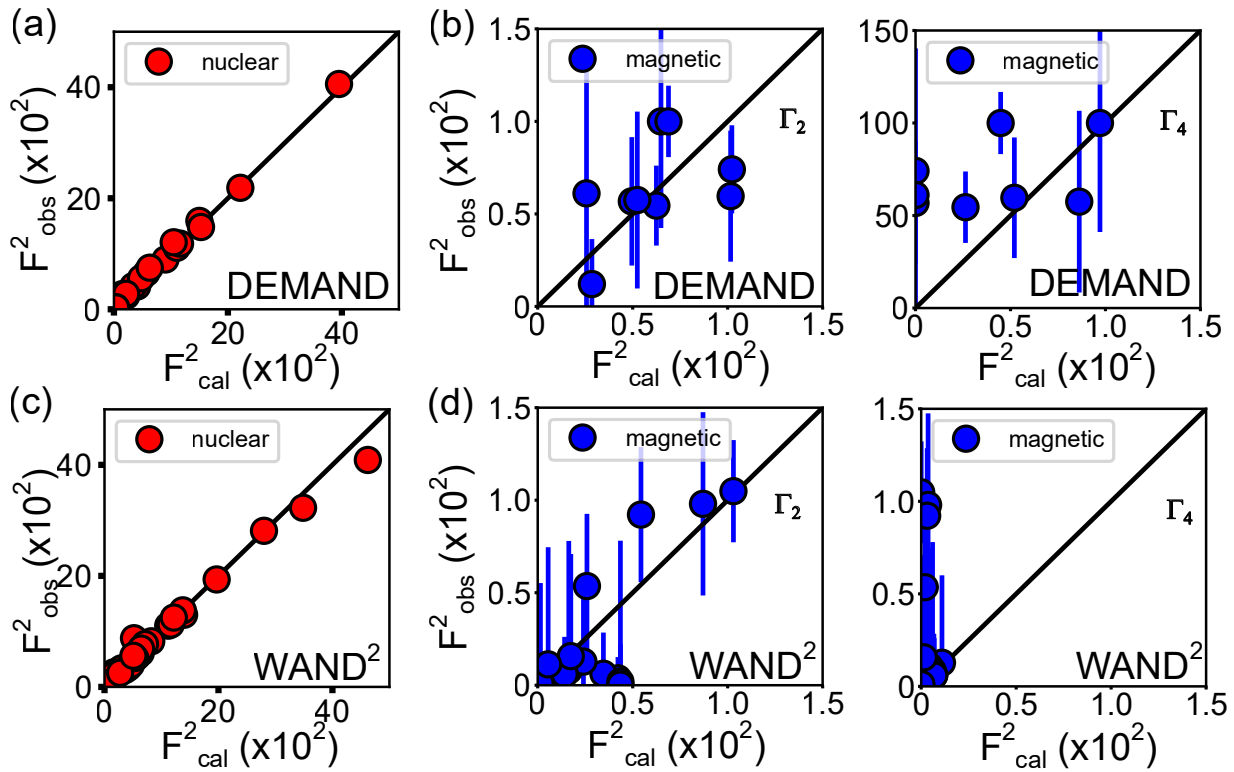 (a)
50
40
20
0
0
20
40
nuclear
DEMAND
F²obs (x10²)
F²cal (x10²)
(b)
1.5
1.0
0.5
0
0
0.5
1.0
1.5
magnetic
Γ₂
DEMAND
F²obs (x10²)
F²cal (x10²)
150
100
50
0
0
0.5
1.0
1.5
magnetic
Γ₄
DEMAND
F²cal (x10²)
(c)
40
20
0
0
20
40
nuclear
WAND²
F²obs (x10²)
F²cal (x10²)
(d)
1.5
1.0
0.5
0
0
0.5
1.0
1.5
magnetic
Γ₂
WAND²
F²obs (x10²)
F²cal (x10²)
1.5
1.0
0.5
0
0
0.5
1.0
1.5
magnetic
Γ₄
WAND²
F²cal (x10²)